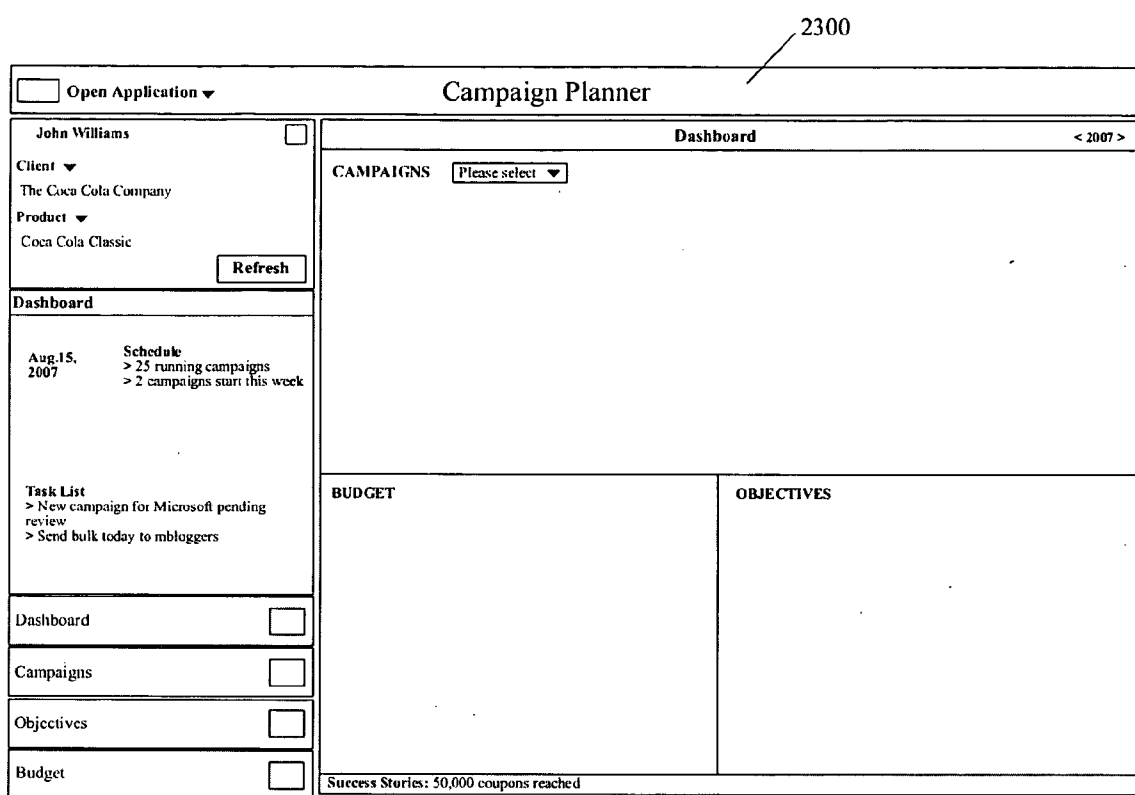 2300
Open Application
Campaign Planner
John Williams
Client
The Coca Cola Company
Product
Coca Cola Classic
Refresh
Dashboard
Aug.15,
2007
Schedule
> 25 running campaigns
> 2 campaigns start this week
Task List
> New campaign for Microsoft pending
review
> Send bulk today to mbloggers
Dashboard
Campaigns
Objectives
Budget
Dashboard
< 2007 >
CAMPAIGNS
Please select
BUDGET
OBJECTIVES
Success Stories: 50,000 coupons reached